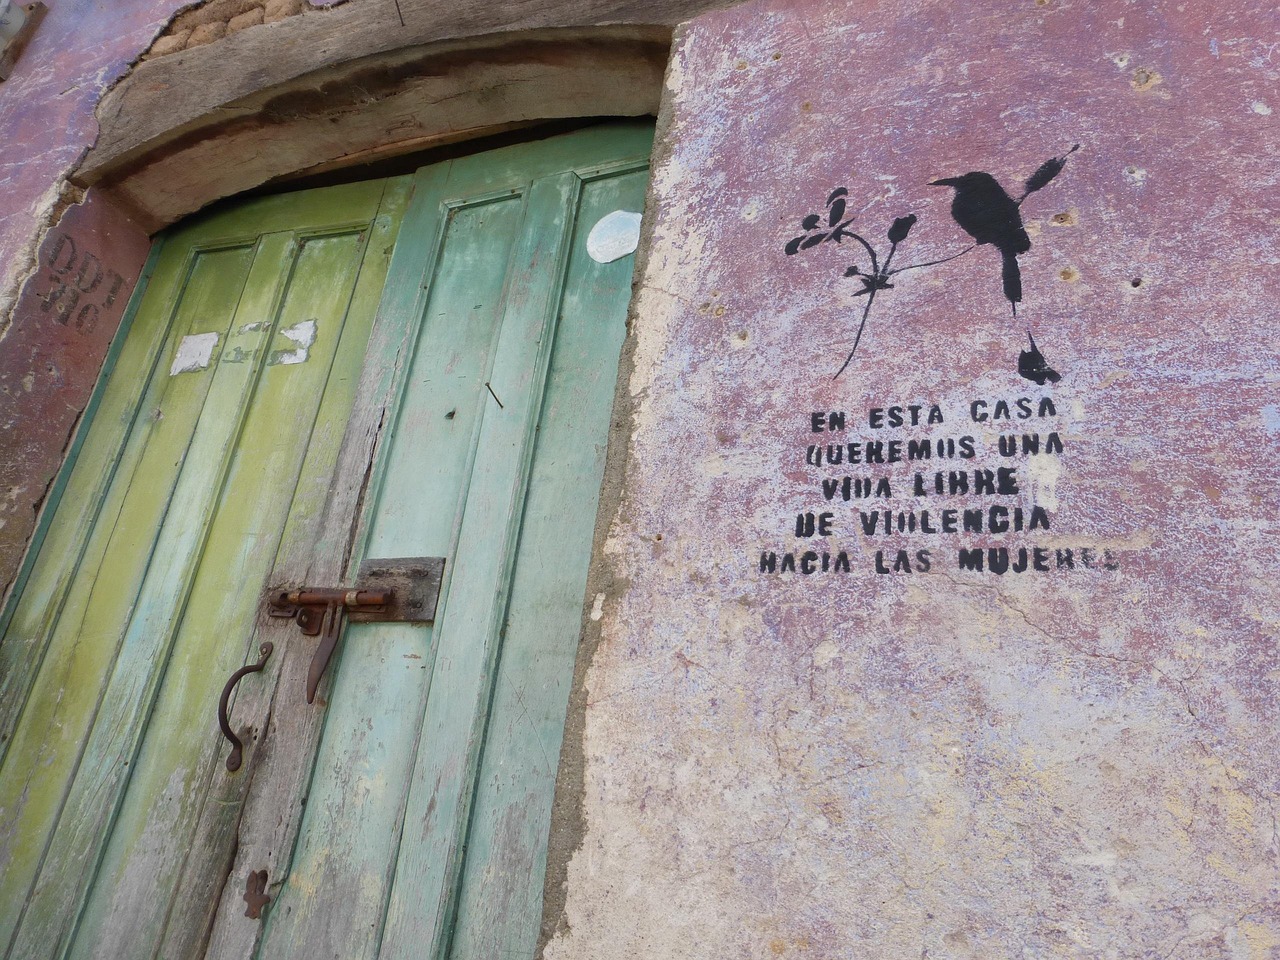 EN ESTA CASA
QUEREMOS UNA
VIDA LIBRE
DE VIOLENCIA
HACIA LAS MUJERES